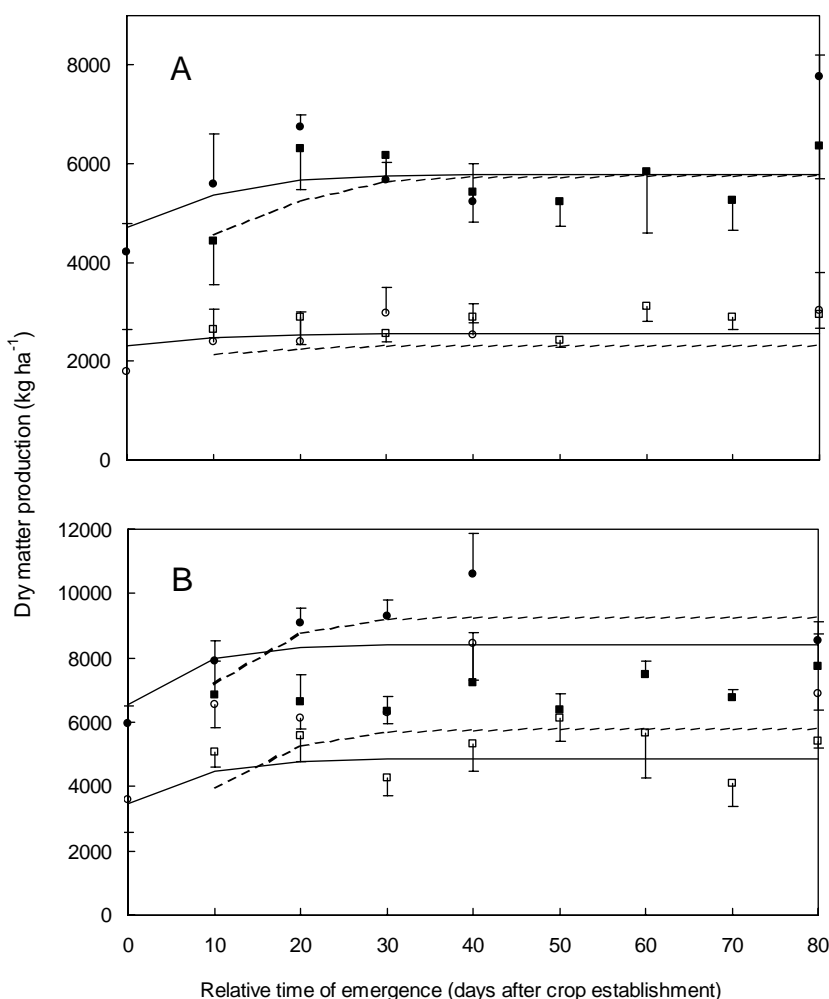 8000
A
6000
4000
2000
0
Dry matter production (kg ha⁻¹)
12000
B
10000
8000
6000
4000
2000
0
0 10 20 30 40 50 60 70 80
Relative time of emergence (days after crop establishment)